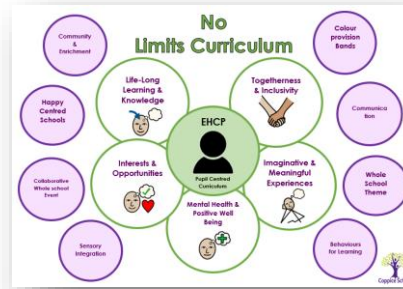 No
Limits Curriculum
Community
&
Enrichment
Colour
provision
Bands
Life-Long
Learning &
Knowledge
Togetherness
& Inclusivity
Happy
Centred
Schools
EHCP
Communica
tion
Pupil Centred
Curriculum
Interests &
Opportunities
Imaginative &
Meaningful
Experiences
Collaborative
Whole school
Event
Mental Health &
Positive Well
Being
Whole
School
Theme
Sensory
Integration
Behaviours
for Learning
Coppice Sc